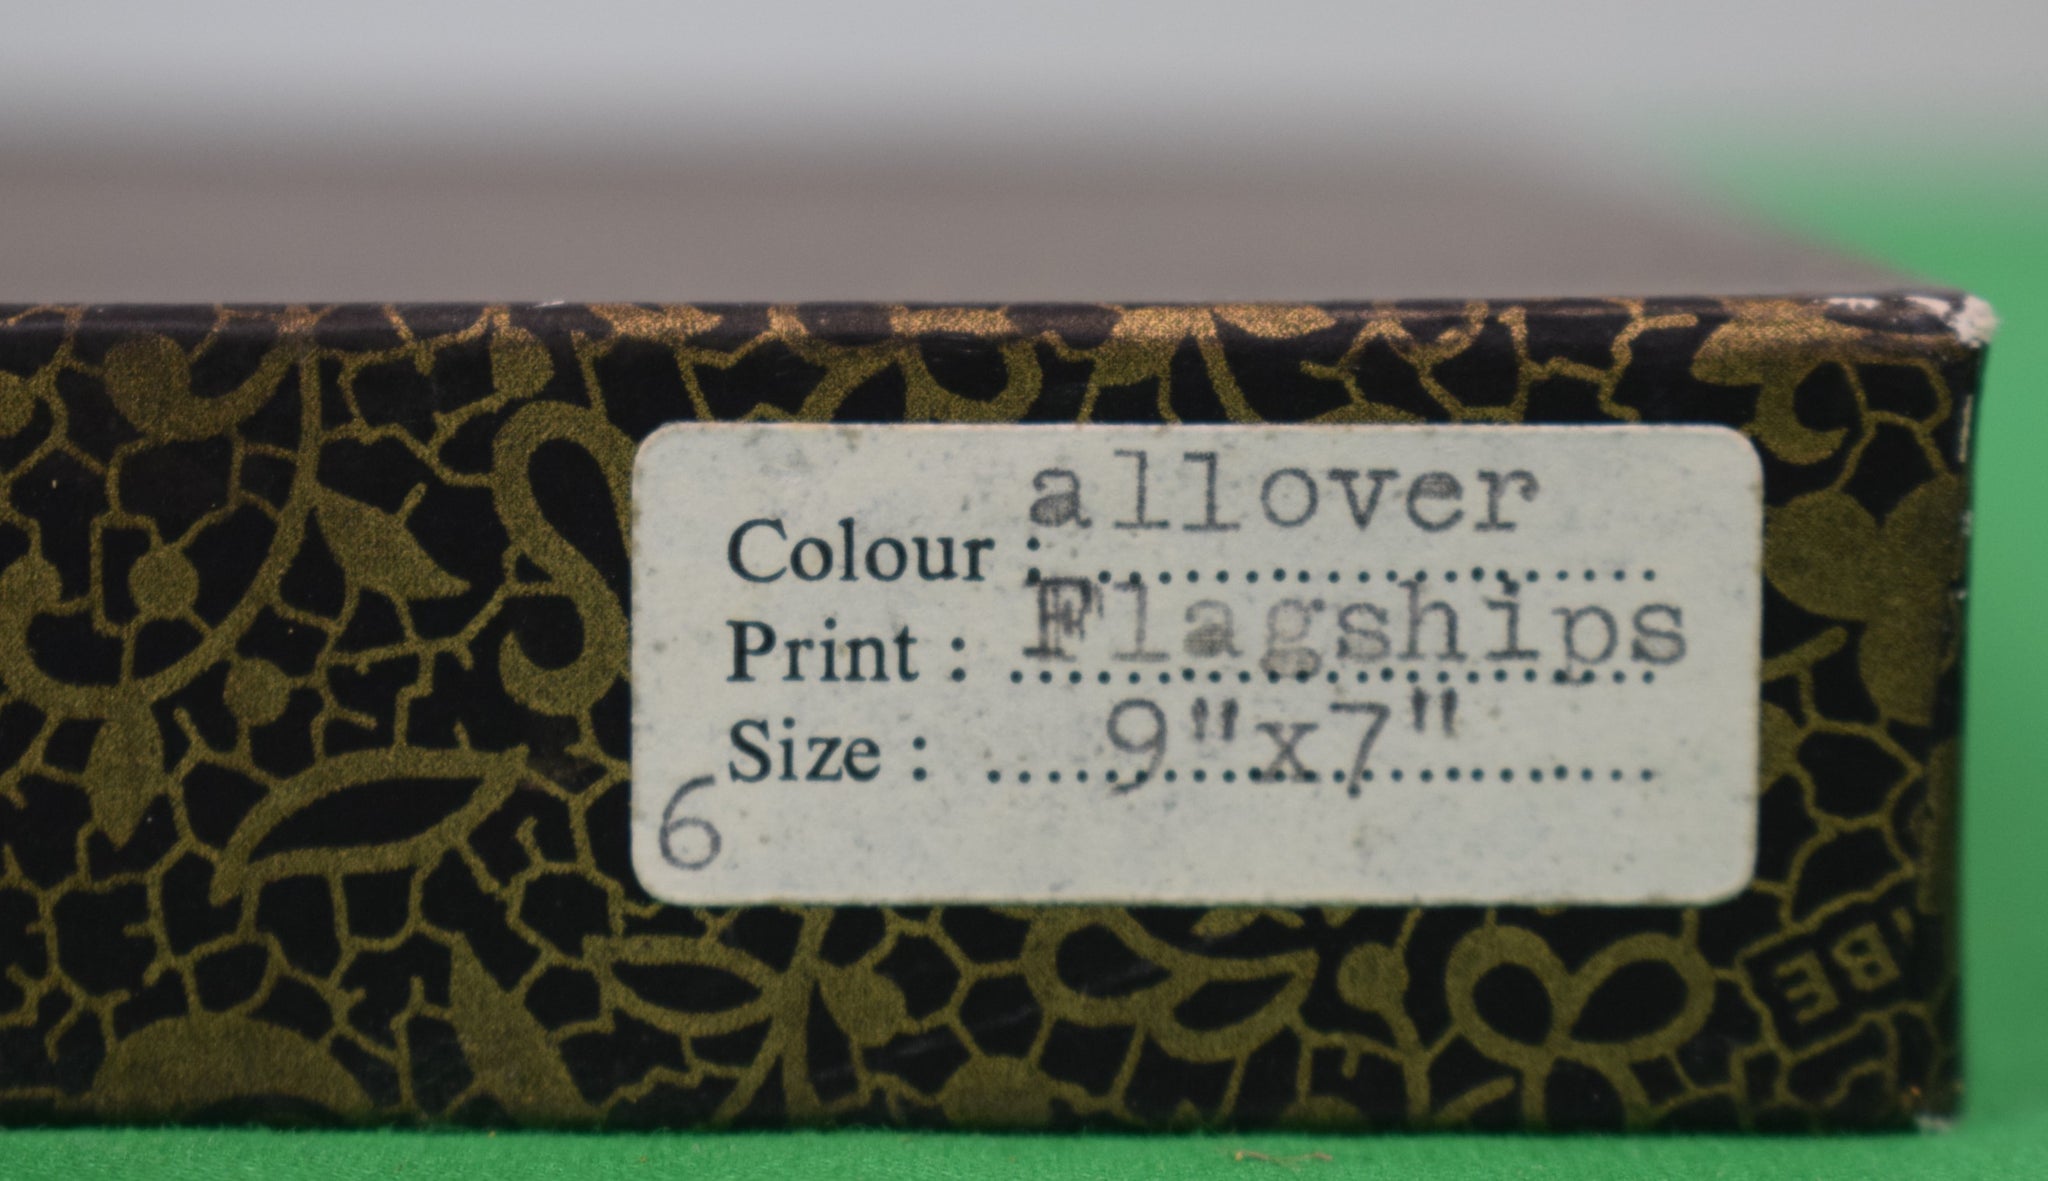 Colour : allover
Print : Flagships
Size : 9"x7"
6